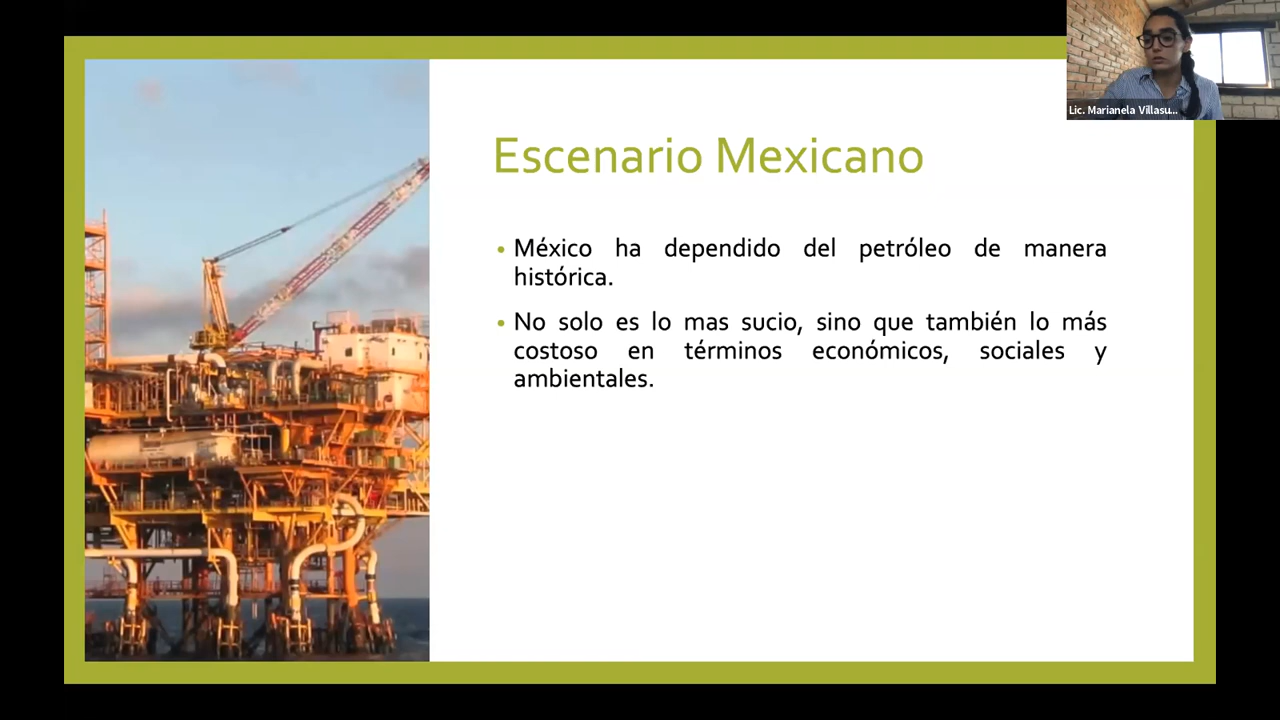 Lic. Marianela Villasu...
Escenario Mexicano
• México ha dependido del petróleo de manera
histórica.
• No solo es lo mas sucio, sino que también lo más
costoso en términos económicos, sociales y
ambientales.